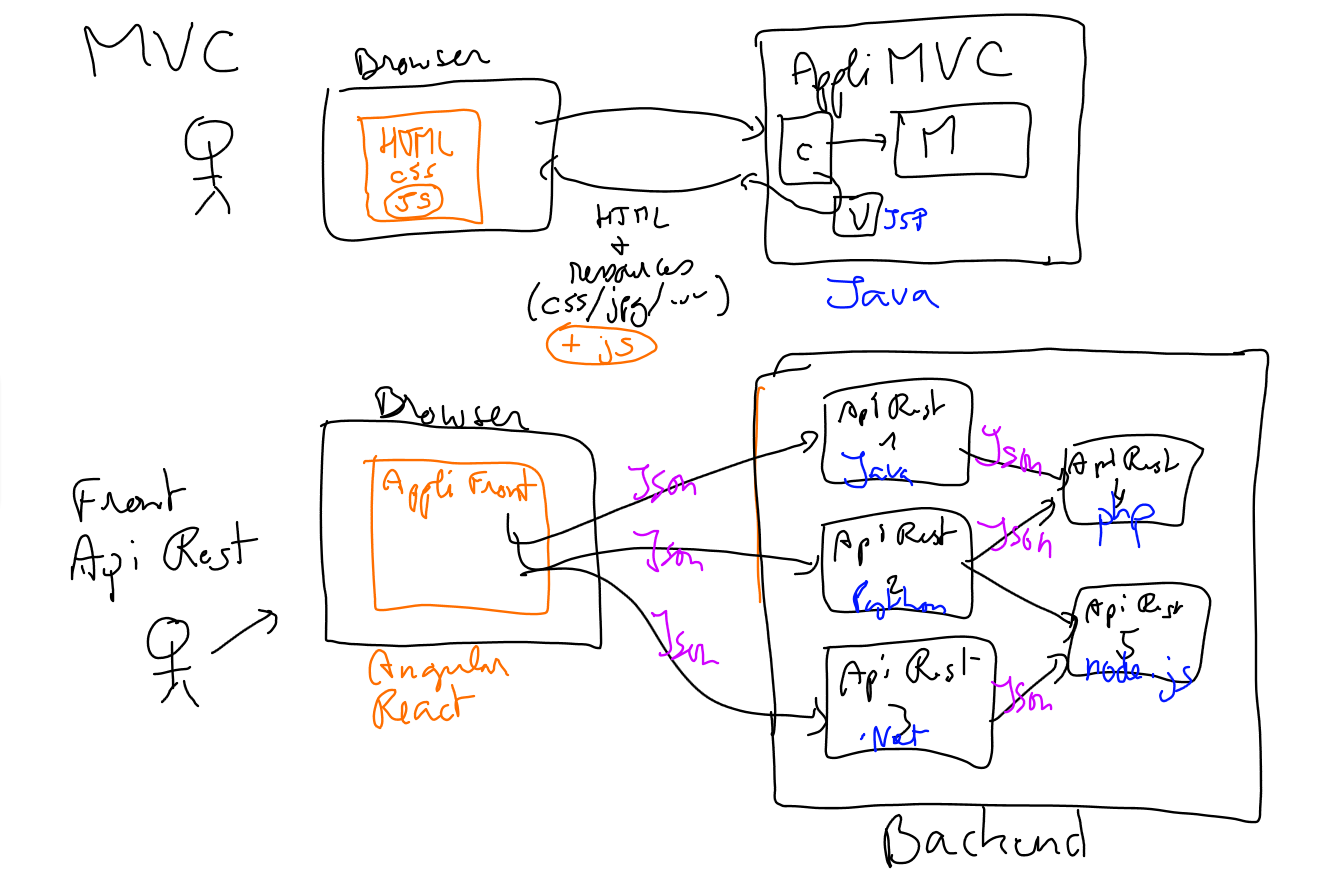 MVC
Browser
HTML
css
JS
HTML
+
ressources
(css/jpg/...)
+ js
Appli MVC
C
M
V
JSP
Java
Front
Api Rest
Browser
Appli Front
Angular
React
Json
Json
Json
Api Rest
1
Java
Api Rest
2
Python
Api Rest
3
.Net
Json
Json
Json
Api Rest
4
php
Api Rest
5
node.js
Backend